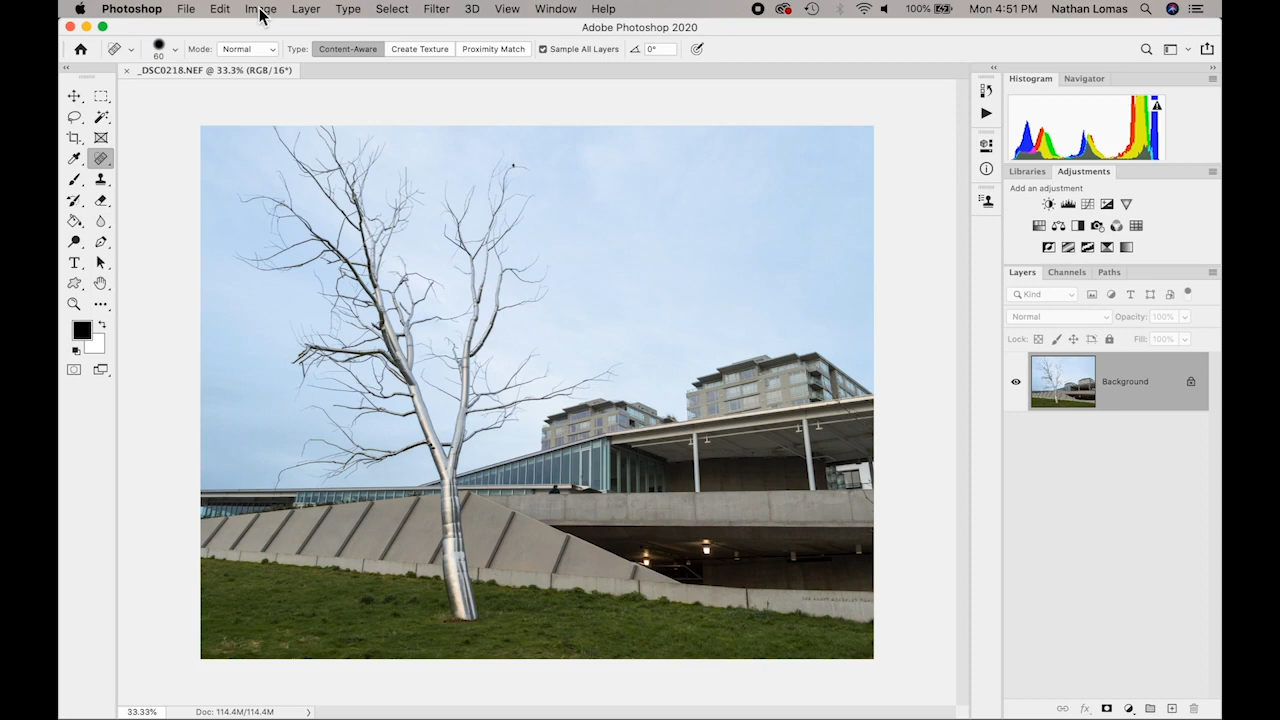 Photoshop File Edit Image Layer Type Select Filter 3D View Window Help 100% Mon 4:51 PM Nathan Lomas
Adobe Photoshop 2020
60 Mode: Normal Type: Content-Aware Create Texture Proximity Match Sample All Layers 0°
_DSC0218.NEF @ 33.3% (RGB/16*)
Histogram Navigator
Libraries Adjustments
Add an adjustment
Layers Channels Paths
Kind
Normal Opacity: 100%
Lock: Fill: 100%
Background
33.33% Doc: 114.4M/114.4M